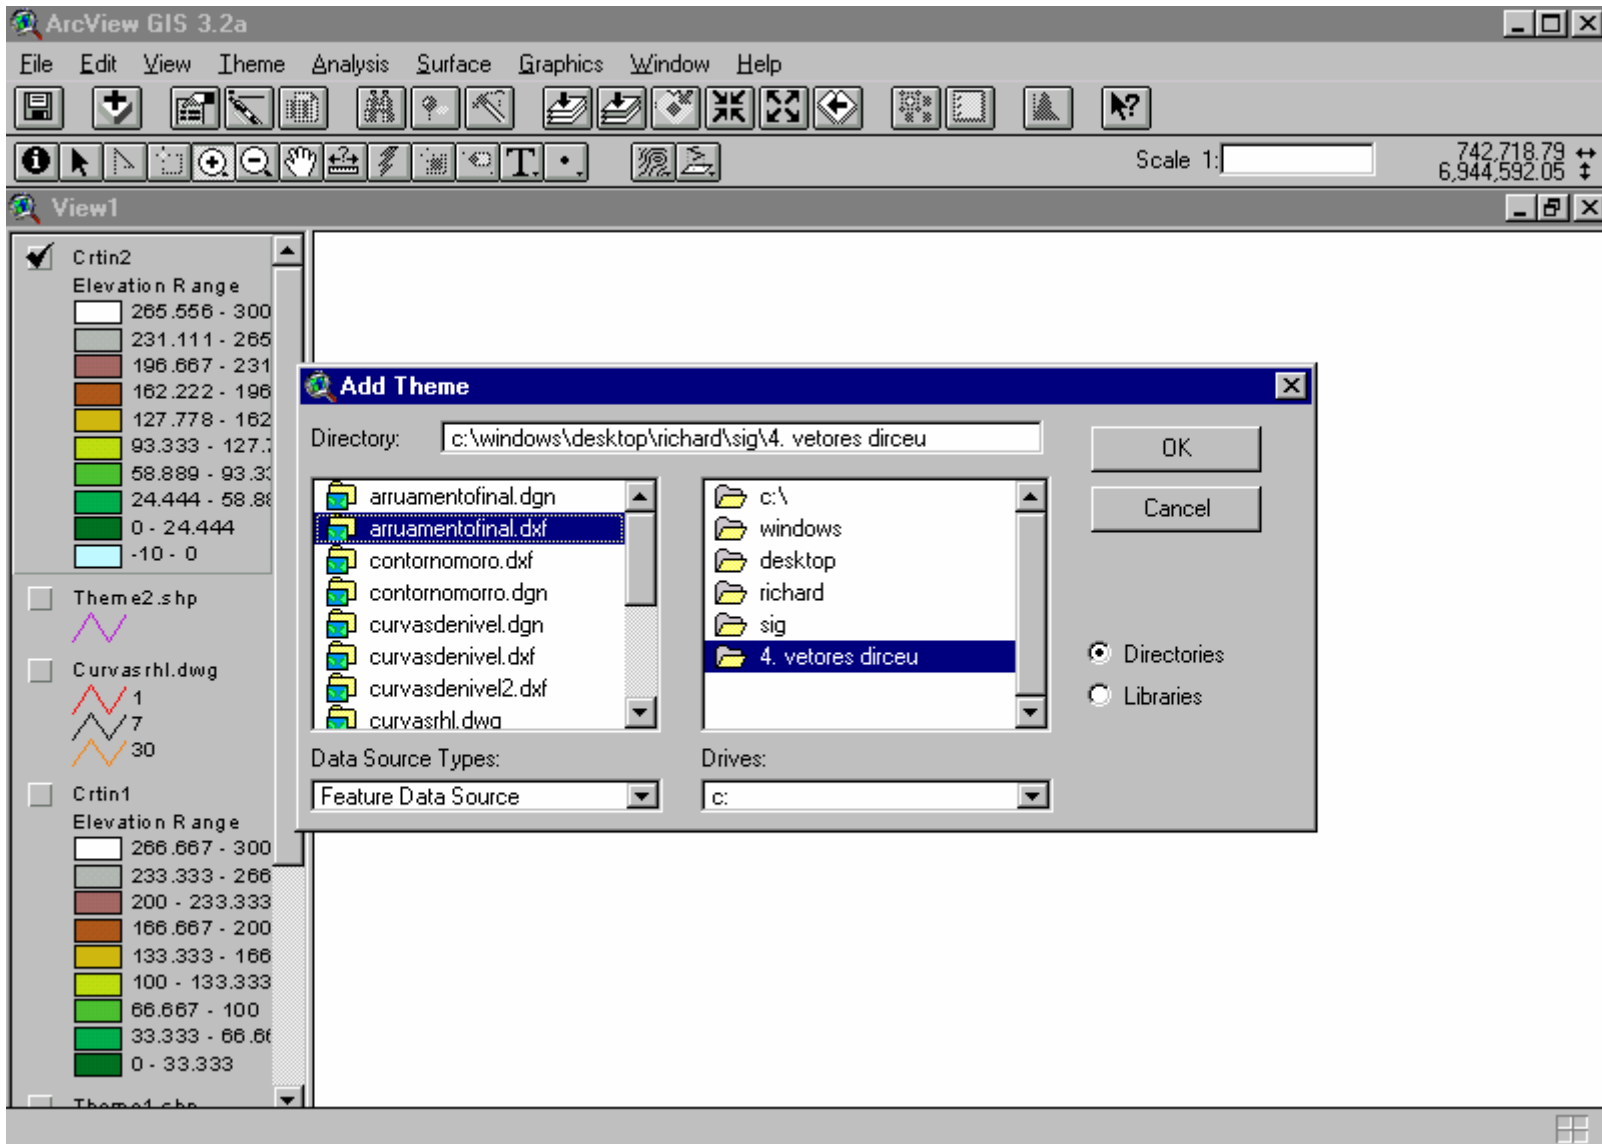 ArcView GIS 3.2a
File Edit View Theme Analysis Surface Graphics Window Help
Scale 1:
742,718.79
6,944,592.05
View1
Crtin2
Elevation Range
265.556 - 300
231.111 - 265
196.667 - 231
162.222 - 196
127.778 - 162
93.333 - 127.
58.889 - 93.3
24.444 - 58.88
0 - 24.444
-10 - 0
Theme2.shp
Curvasrhl.dwg
1
7
30
Crtin1
Elevation Range
266.667 - 300
233.333 - 266
200 - 233.333
166.667 - 200
133.333 - 166
100 - 133.333
66.667 - 100
33.333 - 66.66
0 - 33.333
Theme1.shp
Add Theme
Directory: c:\windows\desktop\richard\sig\4. vetores dirceu
arruamentofinal.dgn
arruamentofinal.dxf
contornomoro.dxf
contornomorro.dgn
curvasdenivel.dgn
curvasdenivel.dxf
curvasdenivel2.dxf
curvasrhl.dwg
c:\
windows
desktop
richard
sig
4. vetores dirceu
OK
Cancel
Directories
Libraries
Data Source Types:
Feature Data Source
Drives:
c: